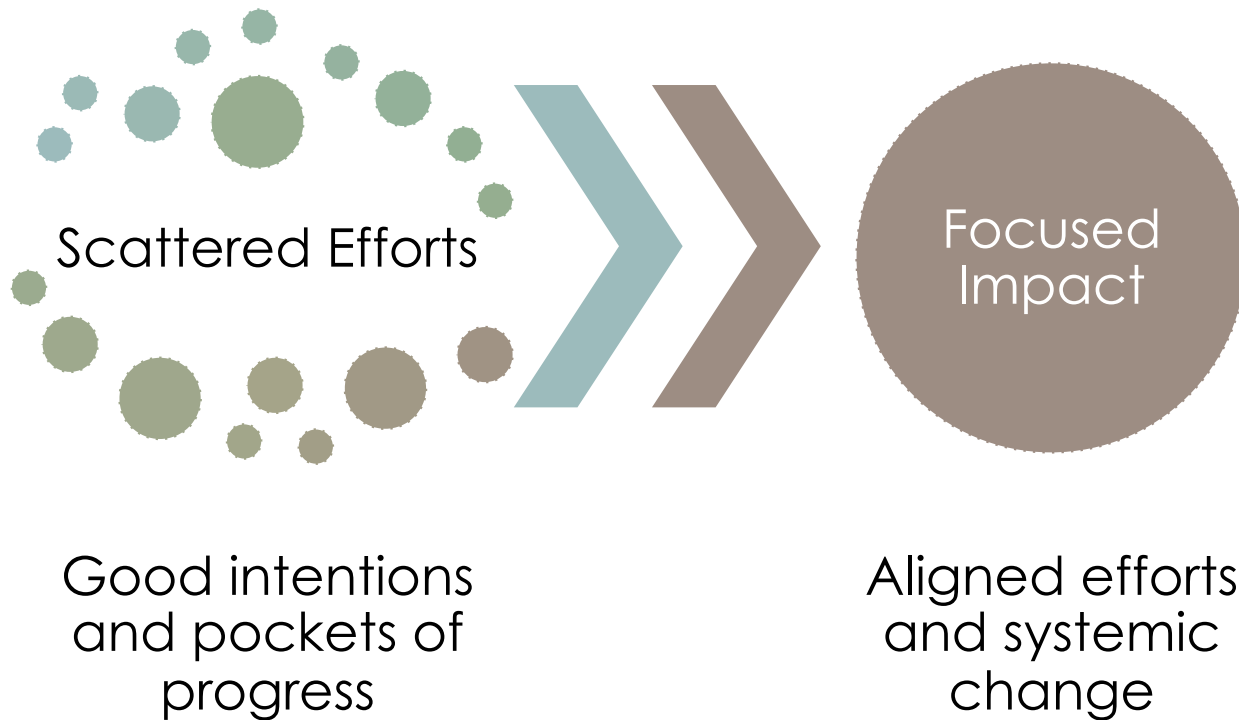 Scattered Efforts
Focused
Impact
Good intentions
and pockets of
progress
Aligned efforts
and systemic
change